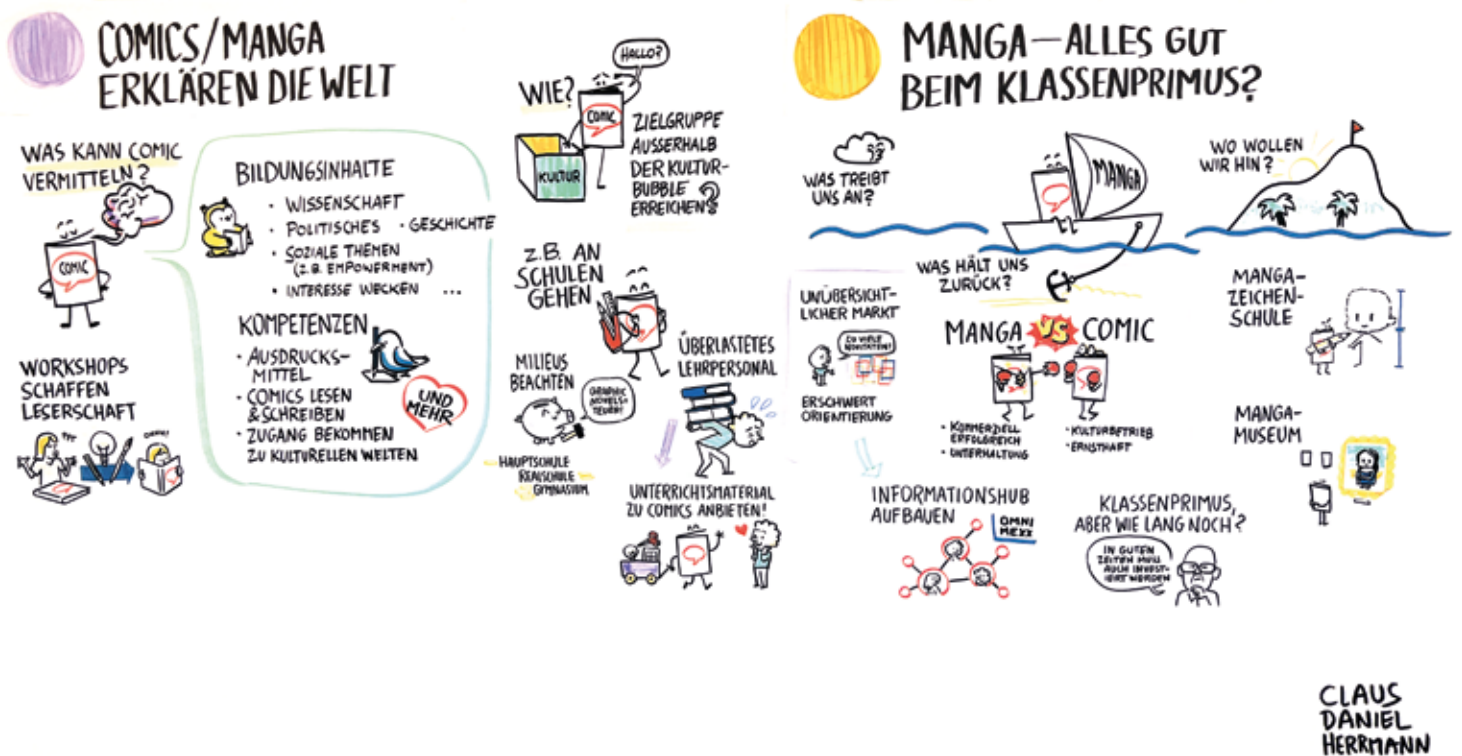 COMICS/MANGA
ERKLÄREN DIE WELT
WAS KANN COMIC
VERMITTELN?
COMIC
WORKSHOPS
SCHAFFEN
LESERSCHAFT
BILDUNGSINHALTE
· WISSENSCHAFT
· POLITISCHES · GESCHICHTE
· SOZIALE THEMEN
(Z.B. EMPOWERMENT)
· INTERESSE WECKEN ...
KOMPETENZEN
· AUSDRUCKS-
MITTEL
· COMICS LESEN
& SCHREIBEN
· ZUGANG BEKOMMEN
ZU KULTURELLEN WELTEN
UND
MEHR
WIE?
HALLO?
COMIC
KULTUR
ZIELGRUPPE
AUSSERHALB
DER KULTUR-
BUBBLE
ERREICHEN?
Z.B. AN
SCHULEN
GEHEN
MILIEUS
BEACHTEN
GRAPHIC
NOVELS-
TEUER!
HAUPTSCHULE
REALSCHULE
GYMNASIUM
ÜBERLASTETES
LEHRPERSONAL
UNTERRICHTSMATERIAL
ZU COMICS ANBIETEN!
MANGA—ALLES GUT
BEIM KLASSENPRIMUS?
WAS TREIBT
UNS AN?
MANGA
WO WOLLEN
WIR HIN?
WAS HÄLT UNS
ZURÜCK?
UNÜBERSICHT-
LICHER MARKT
ZU VIELE
NOVITÄTEN!
ERSCHWERT
ORIENTIERUNG
MANGA VS COMIC
· KOMMERZIELL
ERFOLGREICH
· UNTERHALTUNG
· KULTURBETRIEB
· ERNSTHAFT
MANGA-
ZEICHEN-
SCHULE
MANGA-
MUSEUM
INFORMATIONSHUB
AUFBAUEN
OMNI
MEXX
KLASSENPRIMUS,
ABER WIE LANG NOCH?
IN GUTEN
ZEITEN MUSS
AUCH INVEST-
IERT WERDEN
CLAUS
DANIEL
HERRMANN